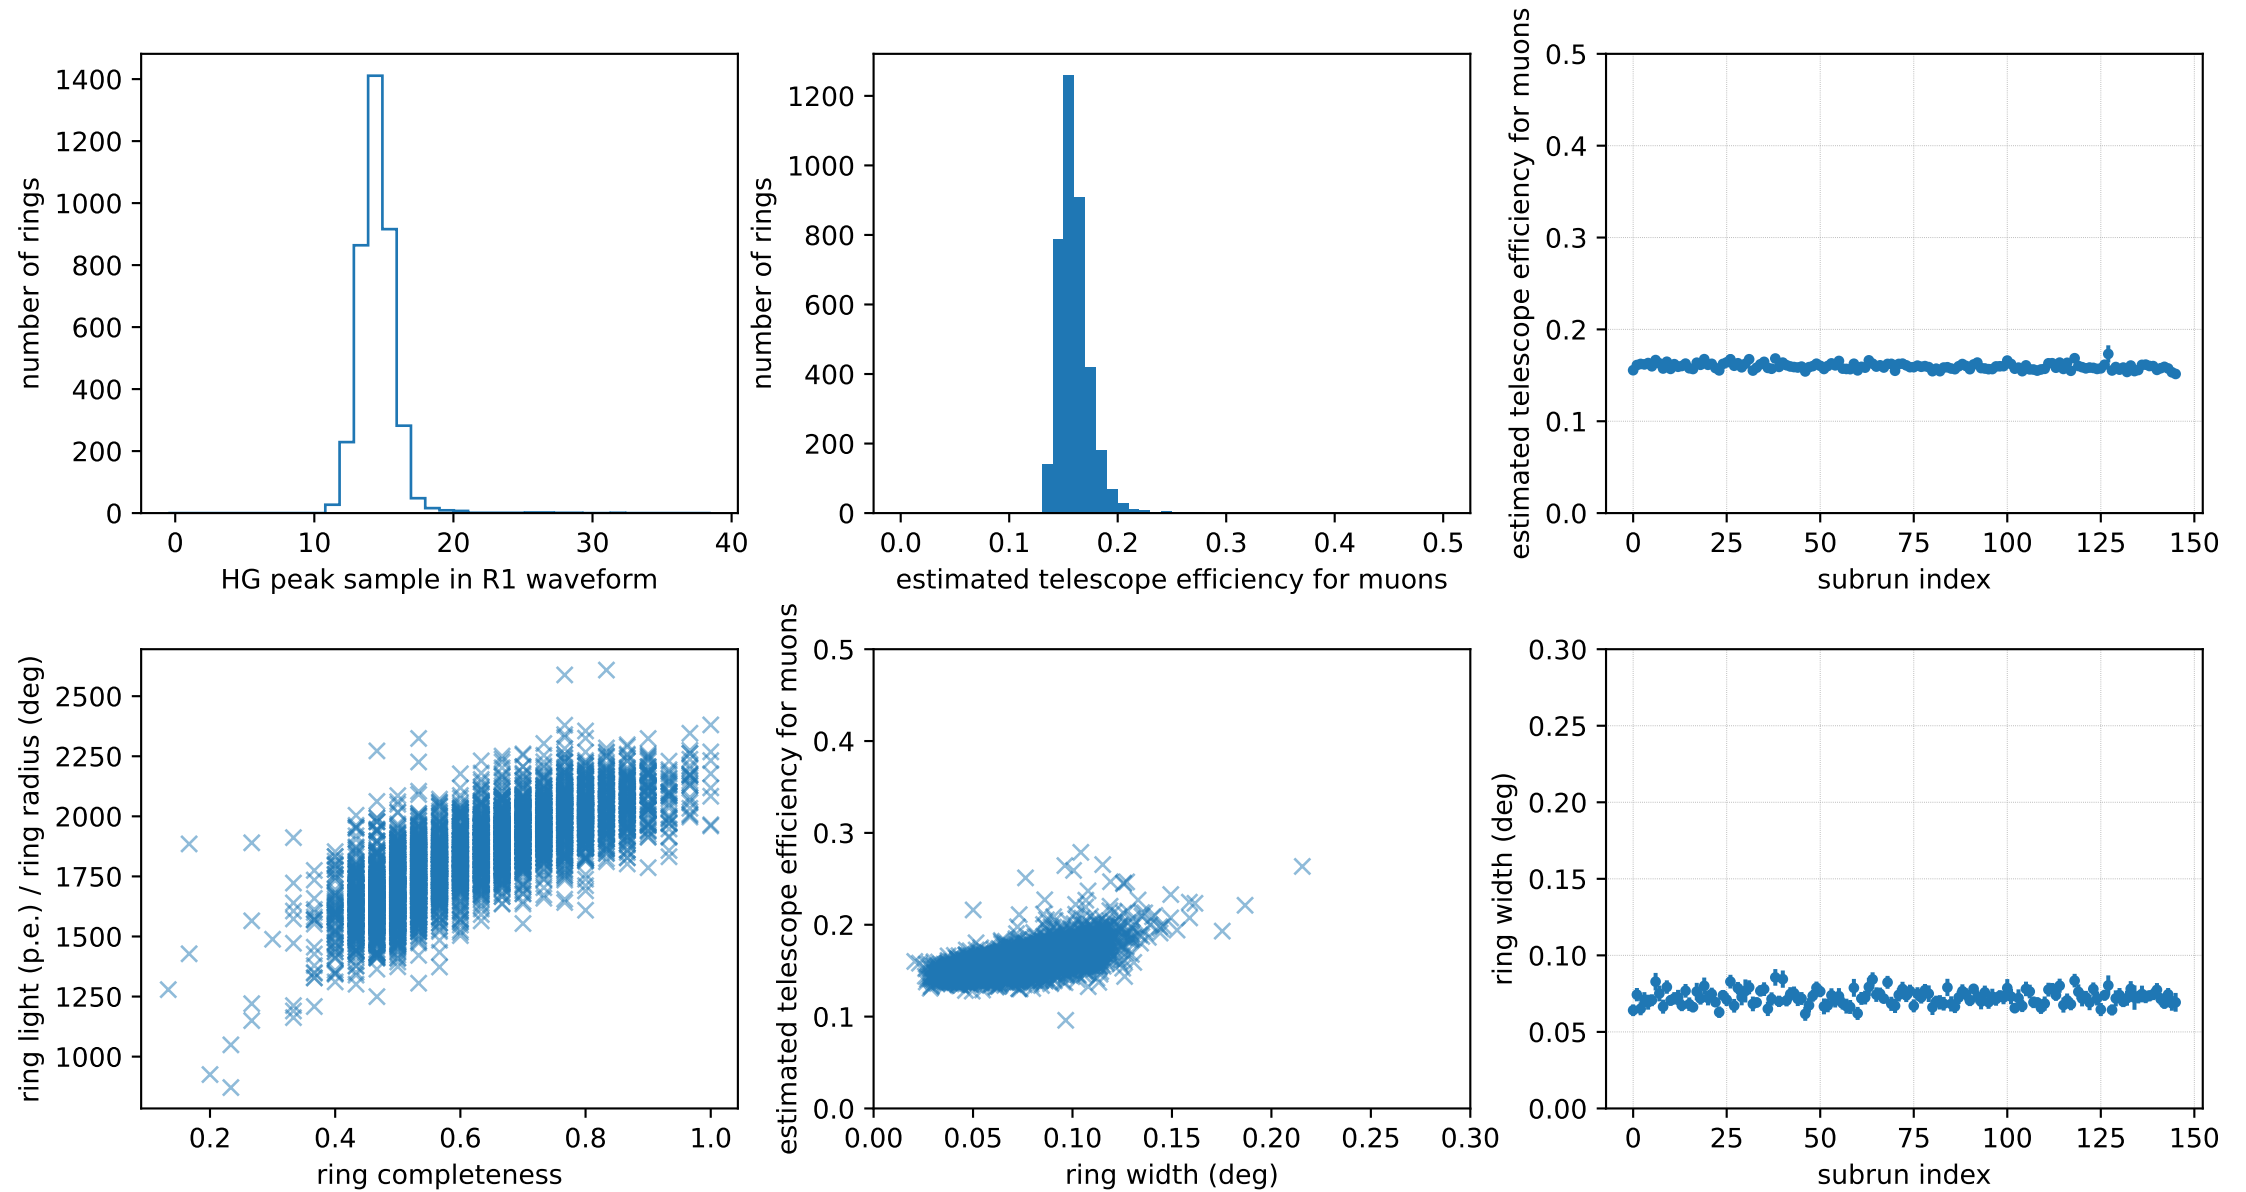 number of rings
1400
1200
1000
800
600
400
200
0
0 10 20 30 40
HG peak sample in R1 waveform
number of rings
1200
1000
800
600
400
200
0
0.0 0.1 0.2 0.3 0.4 0.5
estimated telescope efficiency for muons
estimated telescope efficiency for muons
0.5
0.4
0.3
0.2
0.1
0.0
0 25 50 75 100 125 150
subrun index
ring light (p.e.) / ring radius (deg)
2500
2250
2000
1750
1500
1250
1000
0.2 0.4 0.6 0.8 1.0
ring completeness
estimated telescope efficiency for muons
0.5
0.4
0.3
0.2
0.1
0.0
0.00 0.05 0.10 0.15 0.20 0.25 0.30
ring width (deg)
ring width (deg)
0.30
0.25
0.20
0.15
0.10
0.05
0.00
0 25 50 75 100 125 150
subrun index